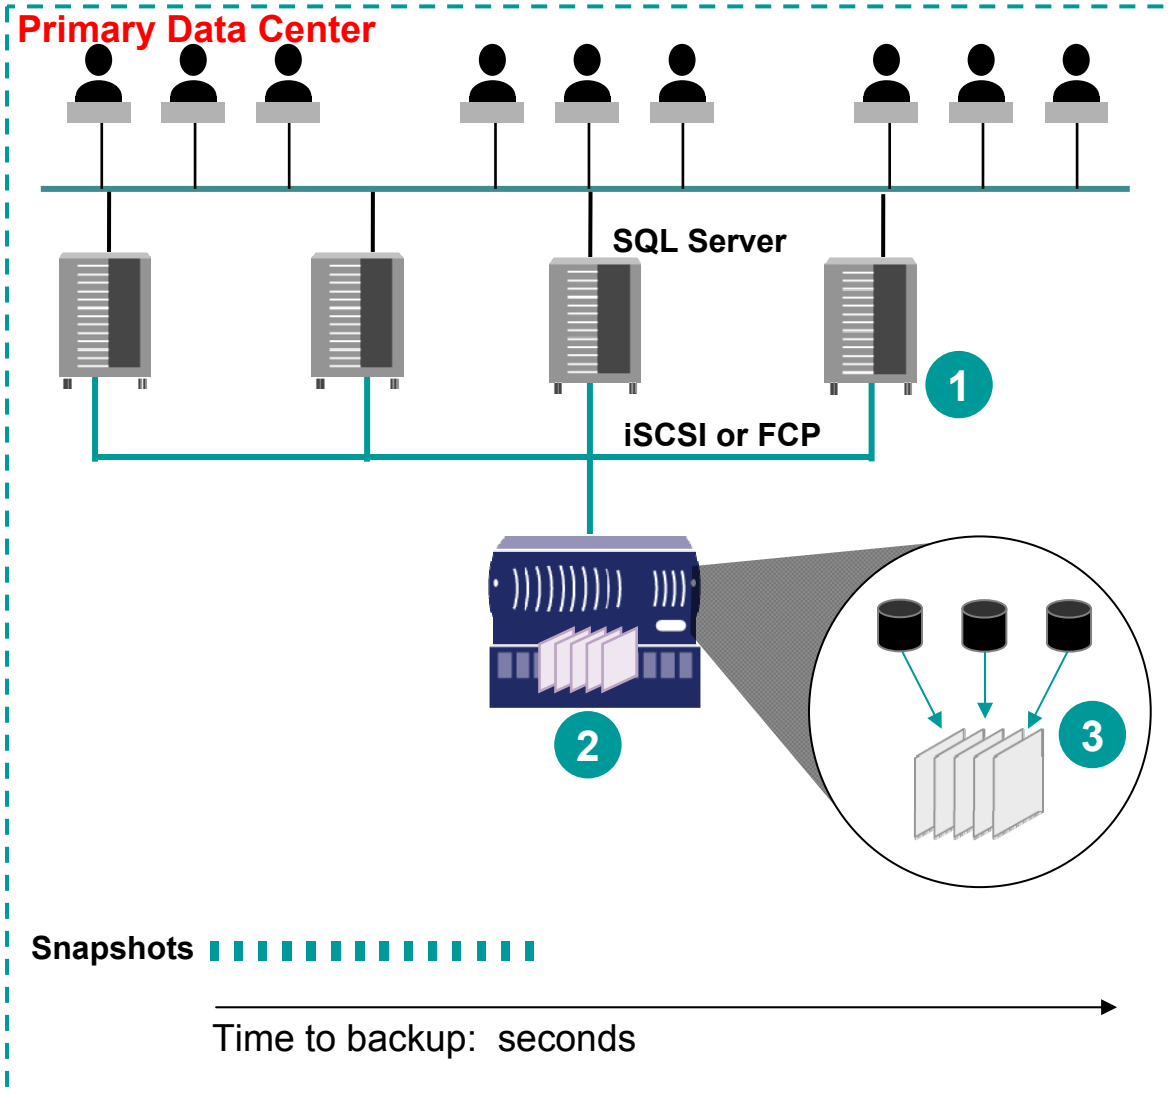 Primary Data Center
SQL Server
1
iSCSI or FCP
2
3
Snapshots
Time to backup: seconds